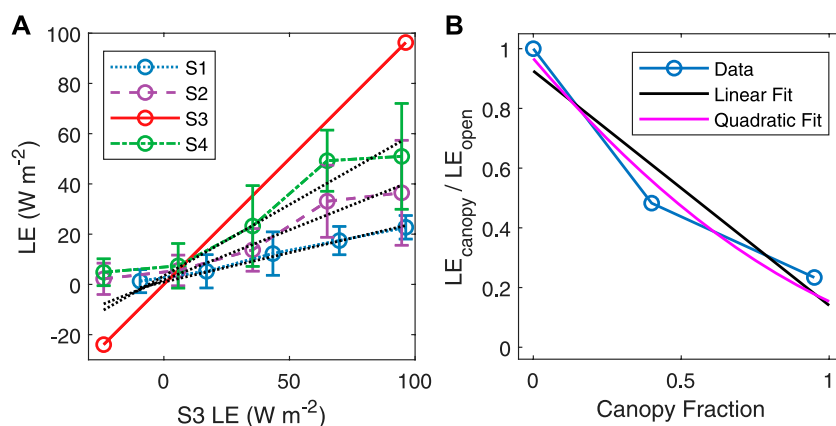 A
100
80
60
40
20
0
-20
LE (W m-2)
S1
S2
S3
S4
0
50
100
S3 LE (W m-2)
B
1
0.8
0.6
0.4
0.2
0
LEcanopy / LEopen
Data
Linear Fit
Quadratic Fit
0
0.5
1
Canopy Fraction